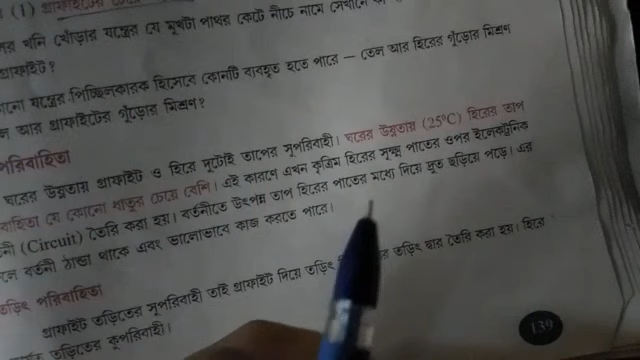 (1) গ্রাফাইটের চেয়ে
খনি খোঁড়ার যন্ত্রের যে মুখটা পাথর কেটে নীচে নামে সেখানে
গ্রাফাইট?
কোনো যন্ত্রের পিচ্ছিলকারক হিসেবে কোনটি ব্যবহৃত হতে পারে — তেল আর হিরের গুঁড়োর মিশ্রণ
আর গ্রাফাইটের গুঁড়োর মিশ্রণ?
পরিবাহিতা
ঘরের উষ্ণতায় গ্রাফাইট ও হিরে দুটোই তাপের সুপরিবাহী। ঘরের উষ্ণতায় (25°C) হিরের তাপ
বাহিতা যে কোনো ধাতুর চেয়ে বেশি। এই কারণে এখন কৃত্রিম হিরের সূক্ষ্ম পাতের ওপর ইলেকট্রনিক
র্তনী (Circuit) তৈরি করা হয়। বর্তনীতে উৎপন্ন তাপ হিরের পাতের মধ্যে দিয়ে দ্রুত ছড়িয়ে পড়ে। এর
লে বর্তনী ঠান্ডা থাকে এবং ভালোভাবে কাজ করতে পারে।
তড়িৎ পরিবাহিতা
গ্রাফাইট তড়িতের সুপরিবাহী তাই গ্রাফাইট দিয়ে তড়িৎ তড়িৎ দ্বার তৈরি করা হয়। হিরে
তড়িতের কুপরিবাহী।
139